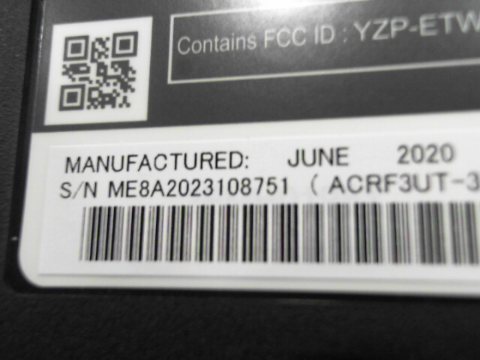 Contains FCC ID : YZP-ETW
MANUFACTURED: JUNE 2020
S/N ME8A2023108751 ( ACRF3UT-3